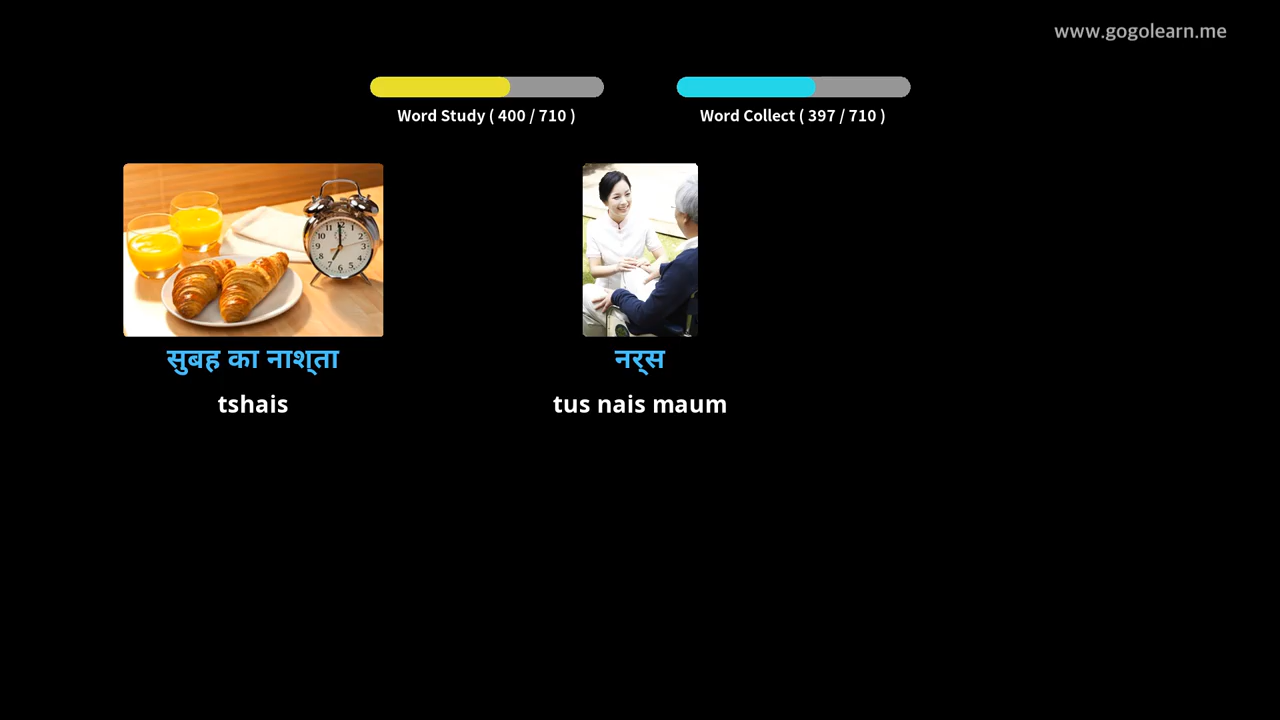 www.gogolearn.me
Word Study ( 400 / 710 )
Word Collect ( 397 / 710 )
सुबह का नाश्ता
नर्स
tshais
tus nais maum